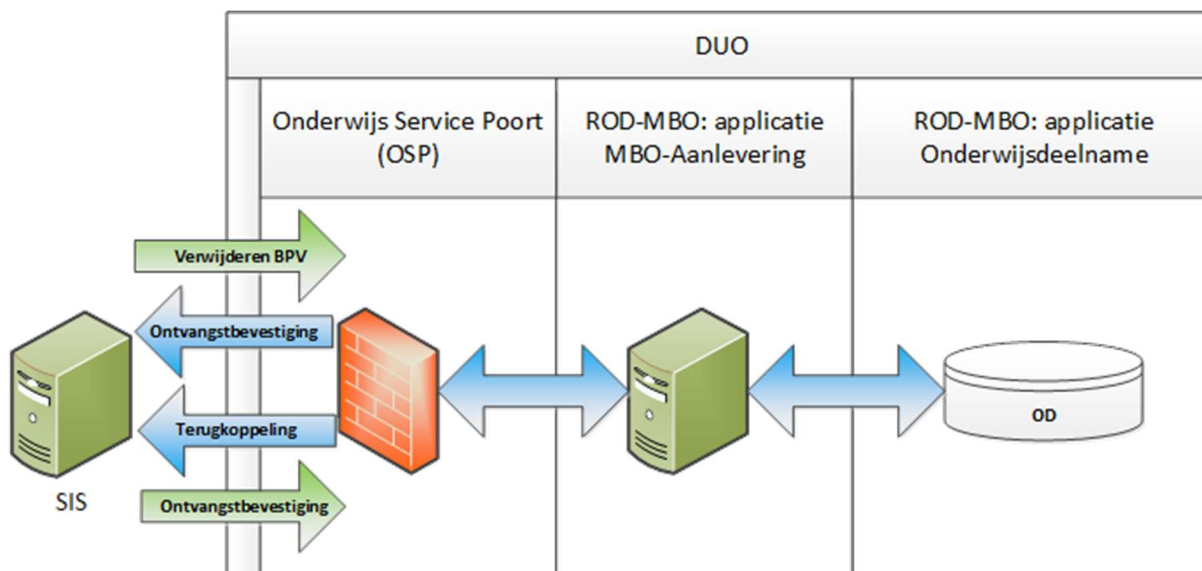 DUO
Onderwijs Service Poort
(OSP)
ROD-MBO: applicatie
MBO-Aanlevering
ROD-MBO: applicatie
Onderwijsdeelname
Verwijderen BPV
Ontvangstbevestiging
Terugkoppeling
Ontvangstbevestiging
SIS
OD